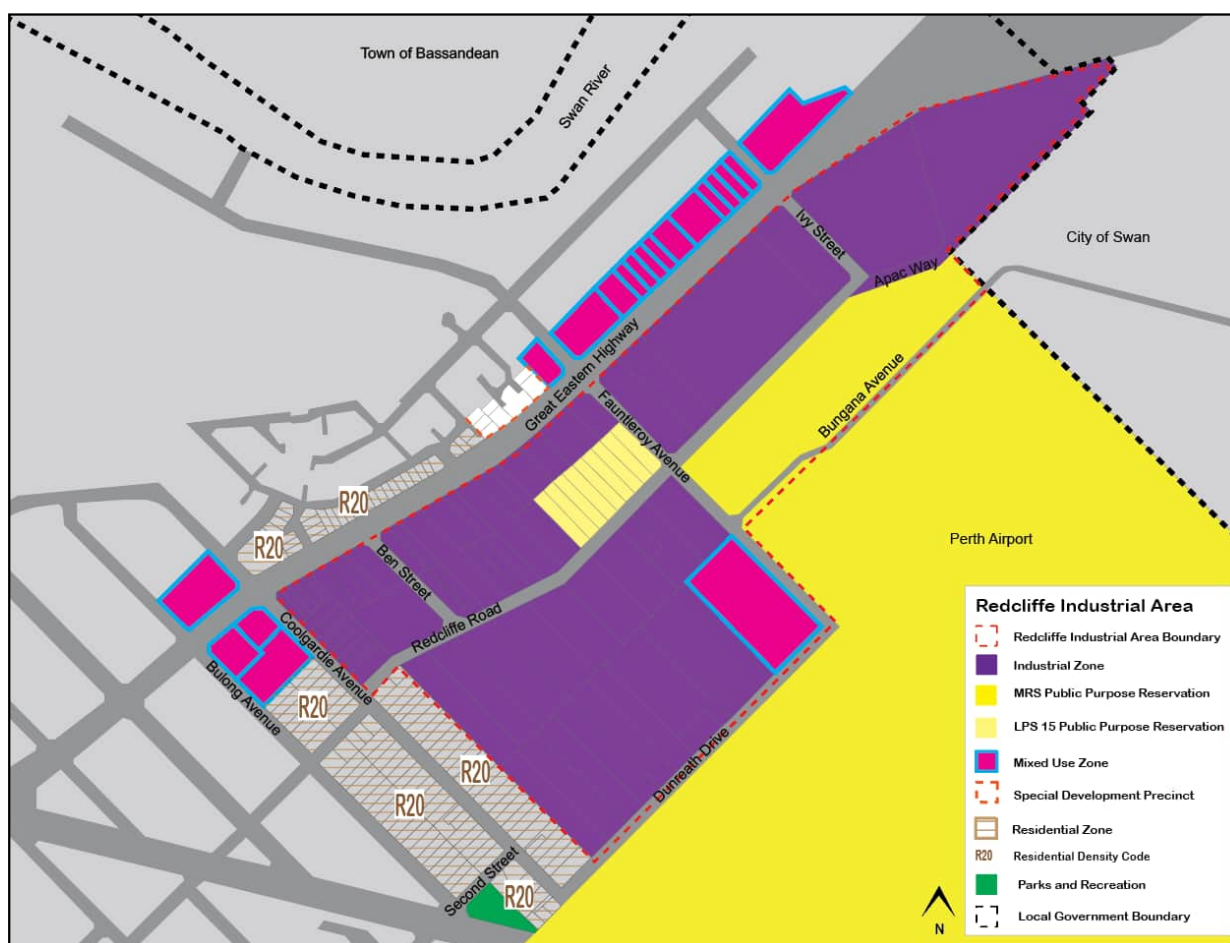 Town of Bassandean
Swan River
City of Swan
Ivy Street
Apac Way
Great Eastern Highway
Fauntleroy Avenue
Bungana Avenue
Perth Airport
R20
R20
Ben Street
Redcliffe Road
Coolgardie Avenue
Bulong Avenue
R20
R20
R20
Dunreath Drive
Second Street
R20
Redcliffe Industrial Area
Redcliffe Industrial Area Boundary
Industrial Zone
MRS Public Purpose Reservation
LPS 15 Public Purpose Reservation
Mixed Use Zone
Special Development Precinct
Residential Zone
R20 Residential Density Code
Parks and Recreation
Local Government Boundary
N